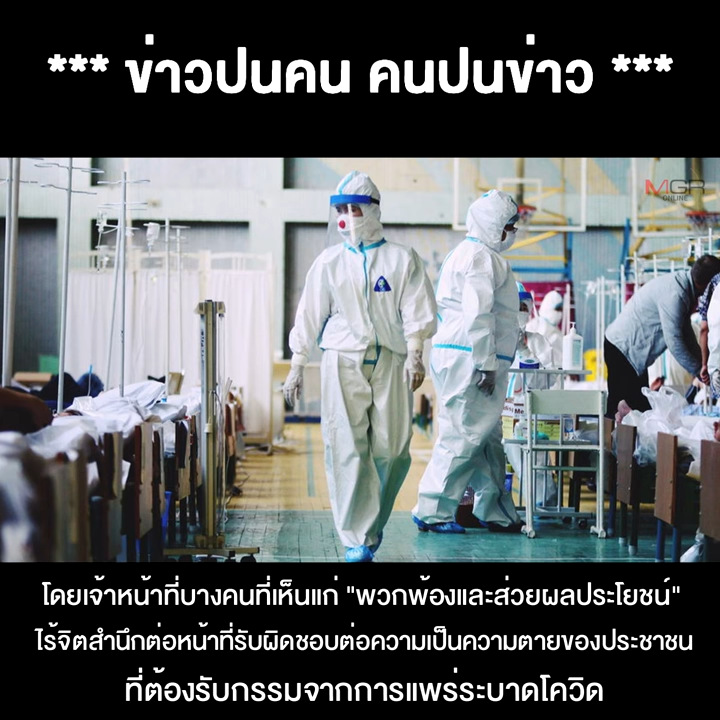 *** ข่าวปนคน คนปนข่าว ***
MGR
ONLINE
โดยเจ้าหน้าที่บางคนที่เห็นแก่ "พวกพ้องและส่วยผลประโยชน์"
ไร้จิตสำนึกต่อหน้าที่รับผิดชอบต่อความเป็นความตายของประชาชน
ที่ต้องรับกรรมจากการแพร่ระบาดโควิด